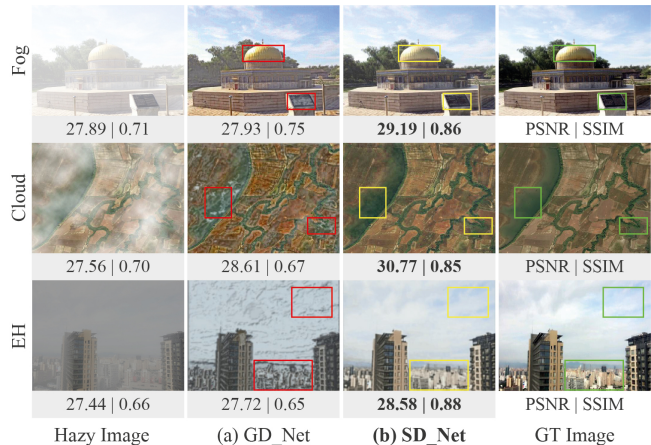 Fog
27.89 | 0.71 27.93 | 0.75 29.19 | 0.86 PSNR | SSIM
Cloud
27.56 | 0.70 28.61 | 0.67 30.77 | 0.85 PSNR | SSIM
EH
27.44 | 0.66 27.72 | 0.65 28.58 | 0.88 PSNR | SSIM
Hazy Image (a) GD_Net (b) SD_Net GT Image